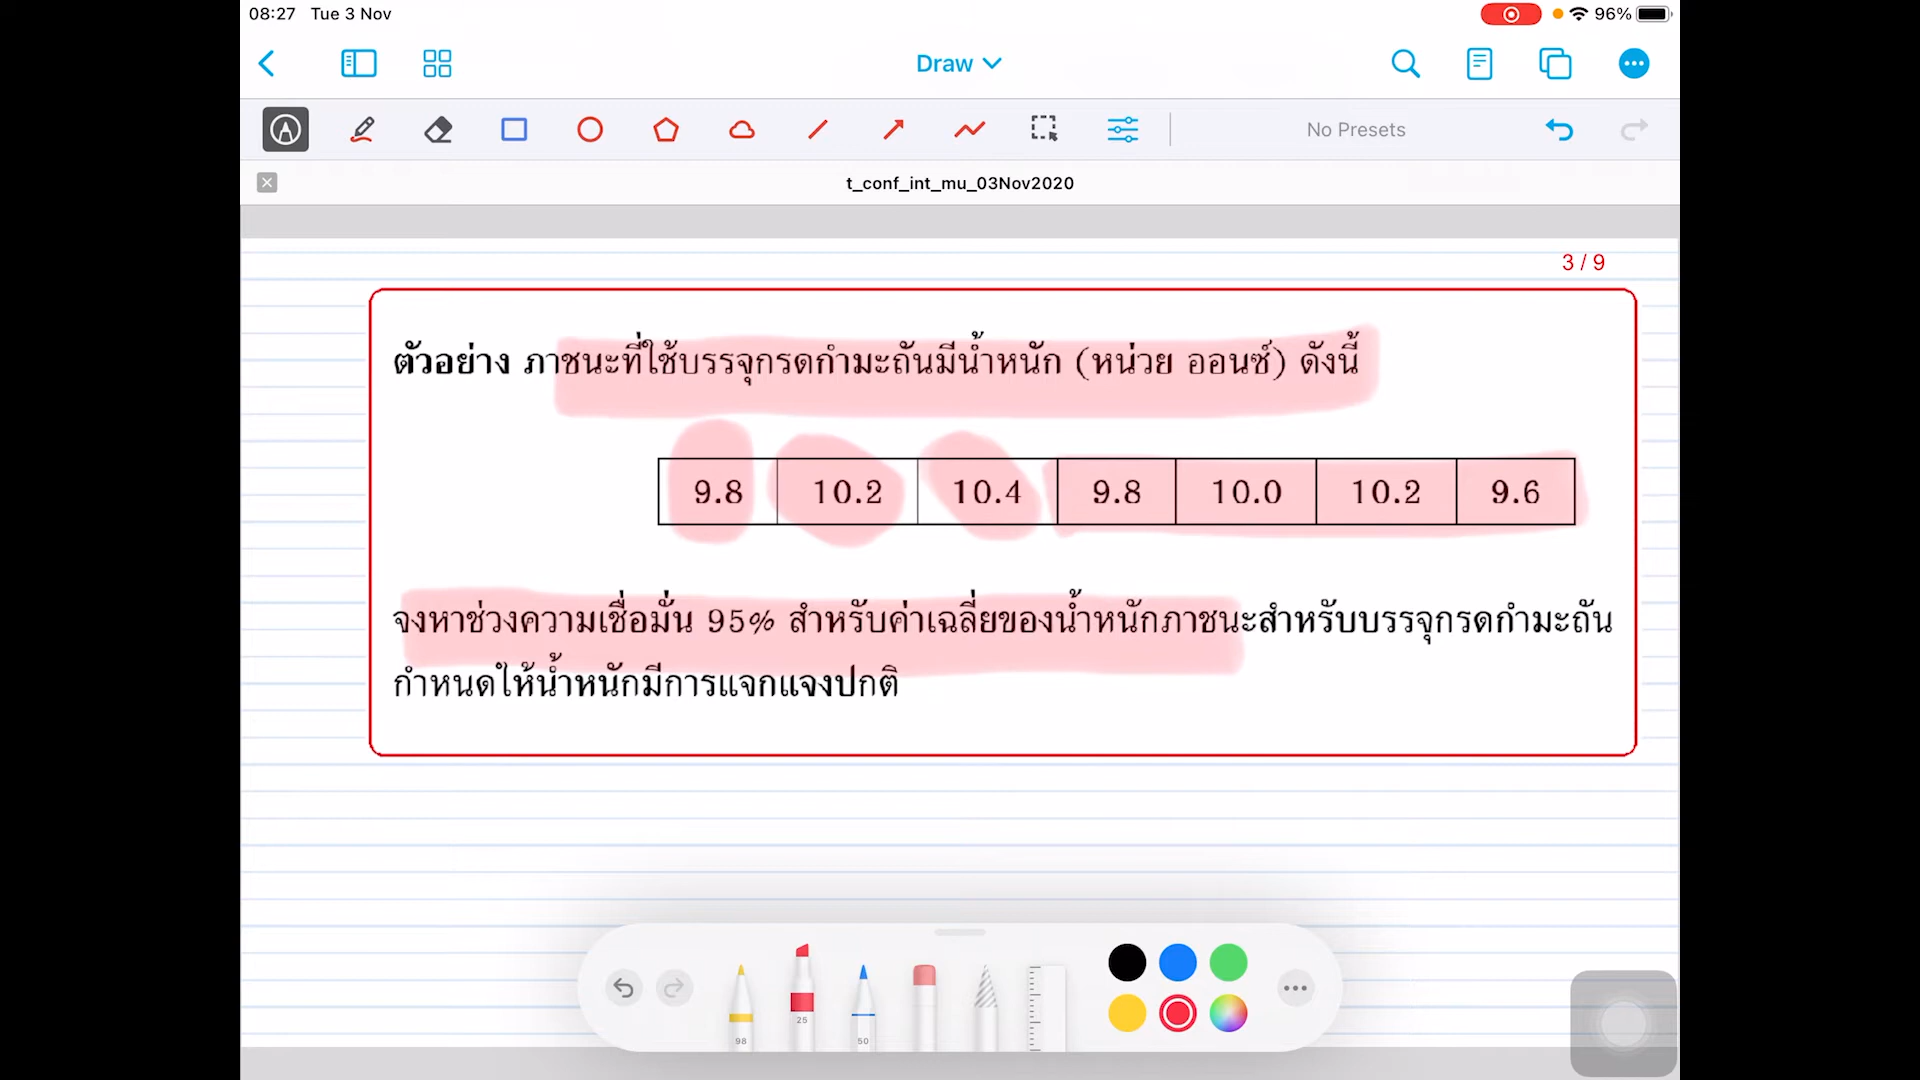 08:27 Tue 3 Nov 96%
Draw
No Presets
t_conf_int_mu_03Nov2020
3 / 9
ตัวอย่าง ภาชนะที่ใช้บรรจุกรดกำมะถันมีน้ำหนัก (หน่วย ออนซ์) ดังนี้
9.8 10.2 10.4 9.8 10.0 10.2 9.6
จงหาช่วงความเชื่อมั่น 95% สำหรับค่าเฉลี่ยของน้ำหนักภาชนะสำหรับบรรจุกรดกำมะถัน
กำหนดให้น้ำหนักมีการแจกแจงปกติ
98 25 50